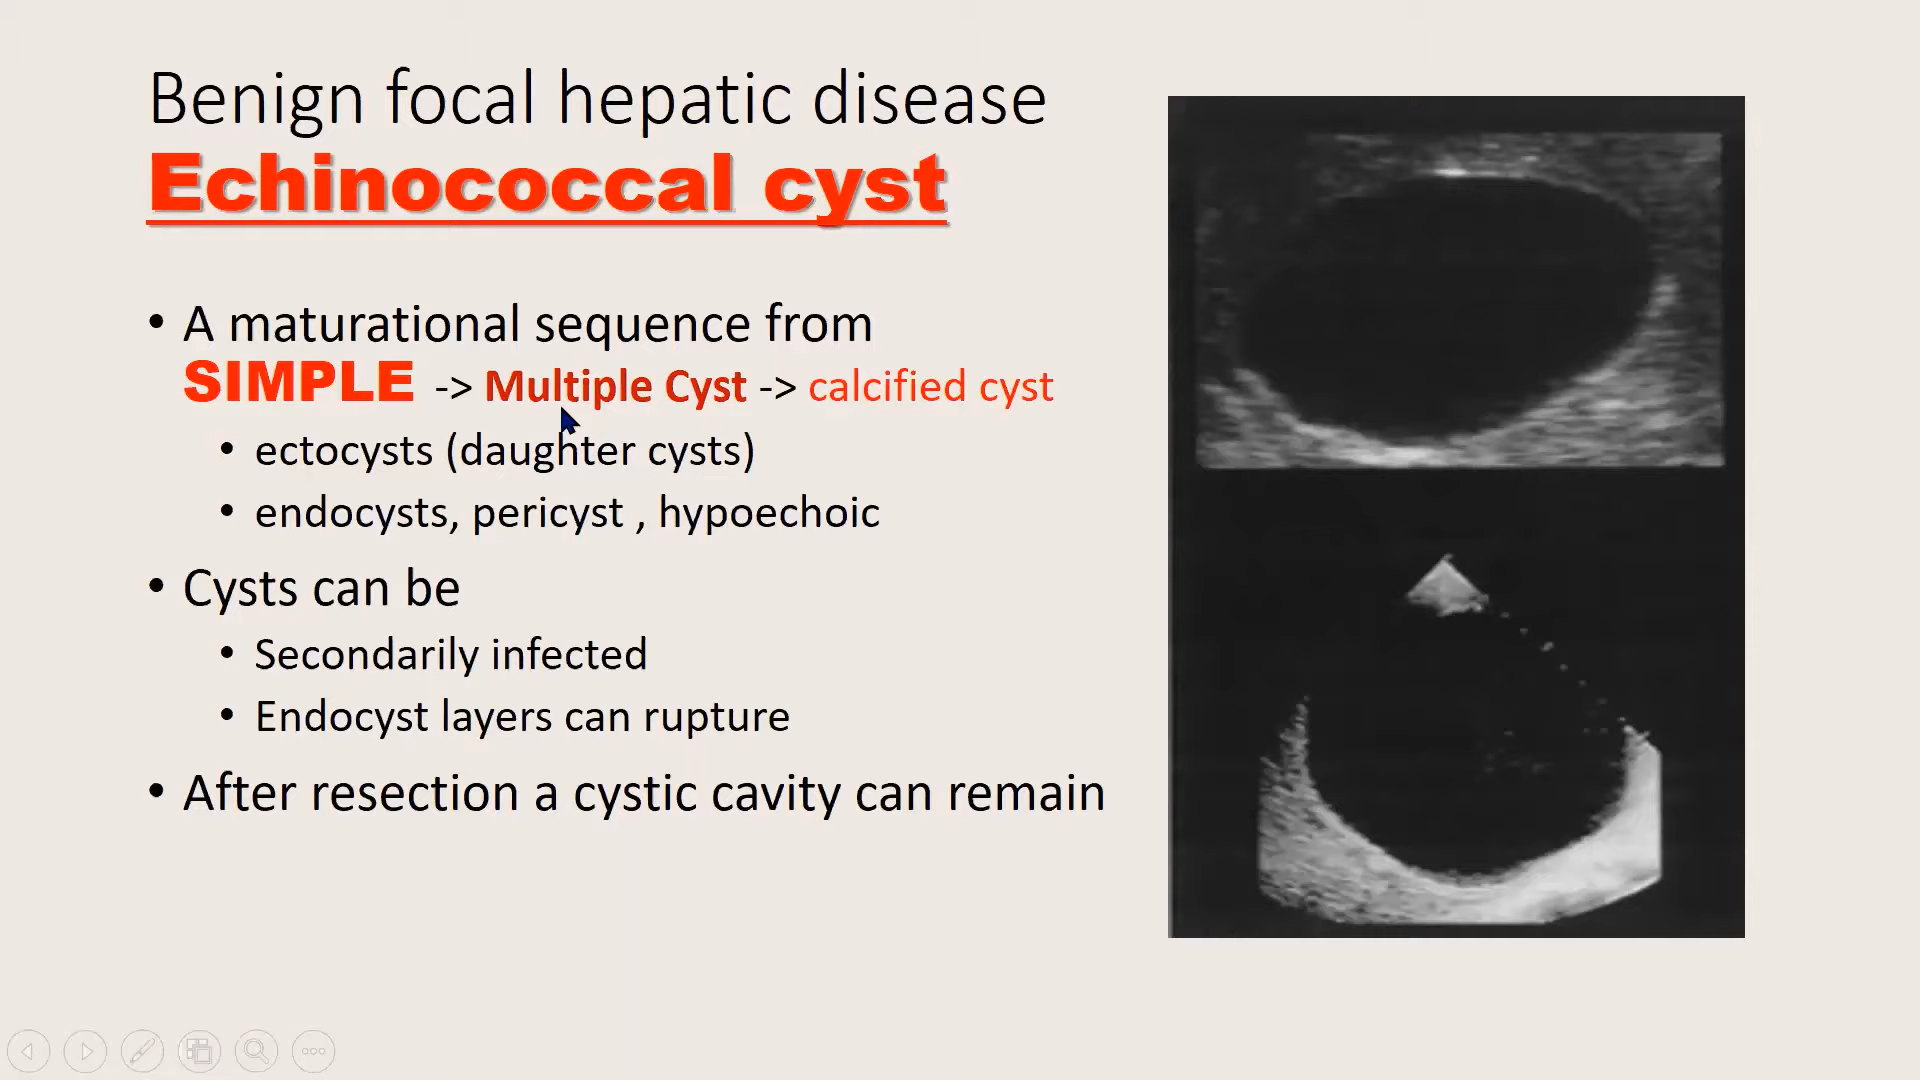 Benign focal hepatic disease
Echinococcal cyst
• A maturational sequence from
SIMPLE -> Multiple Cyst -> calcified cyst
• ectocysts (daughter cysts)
• endocysts, pericyst , hypoechoic
• Cysts can be
• Secondarily infected
• Endocyst layers can rupture
• After resection a cystic cavity can remain